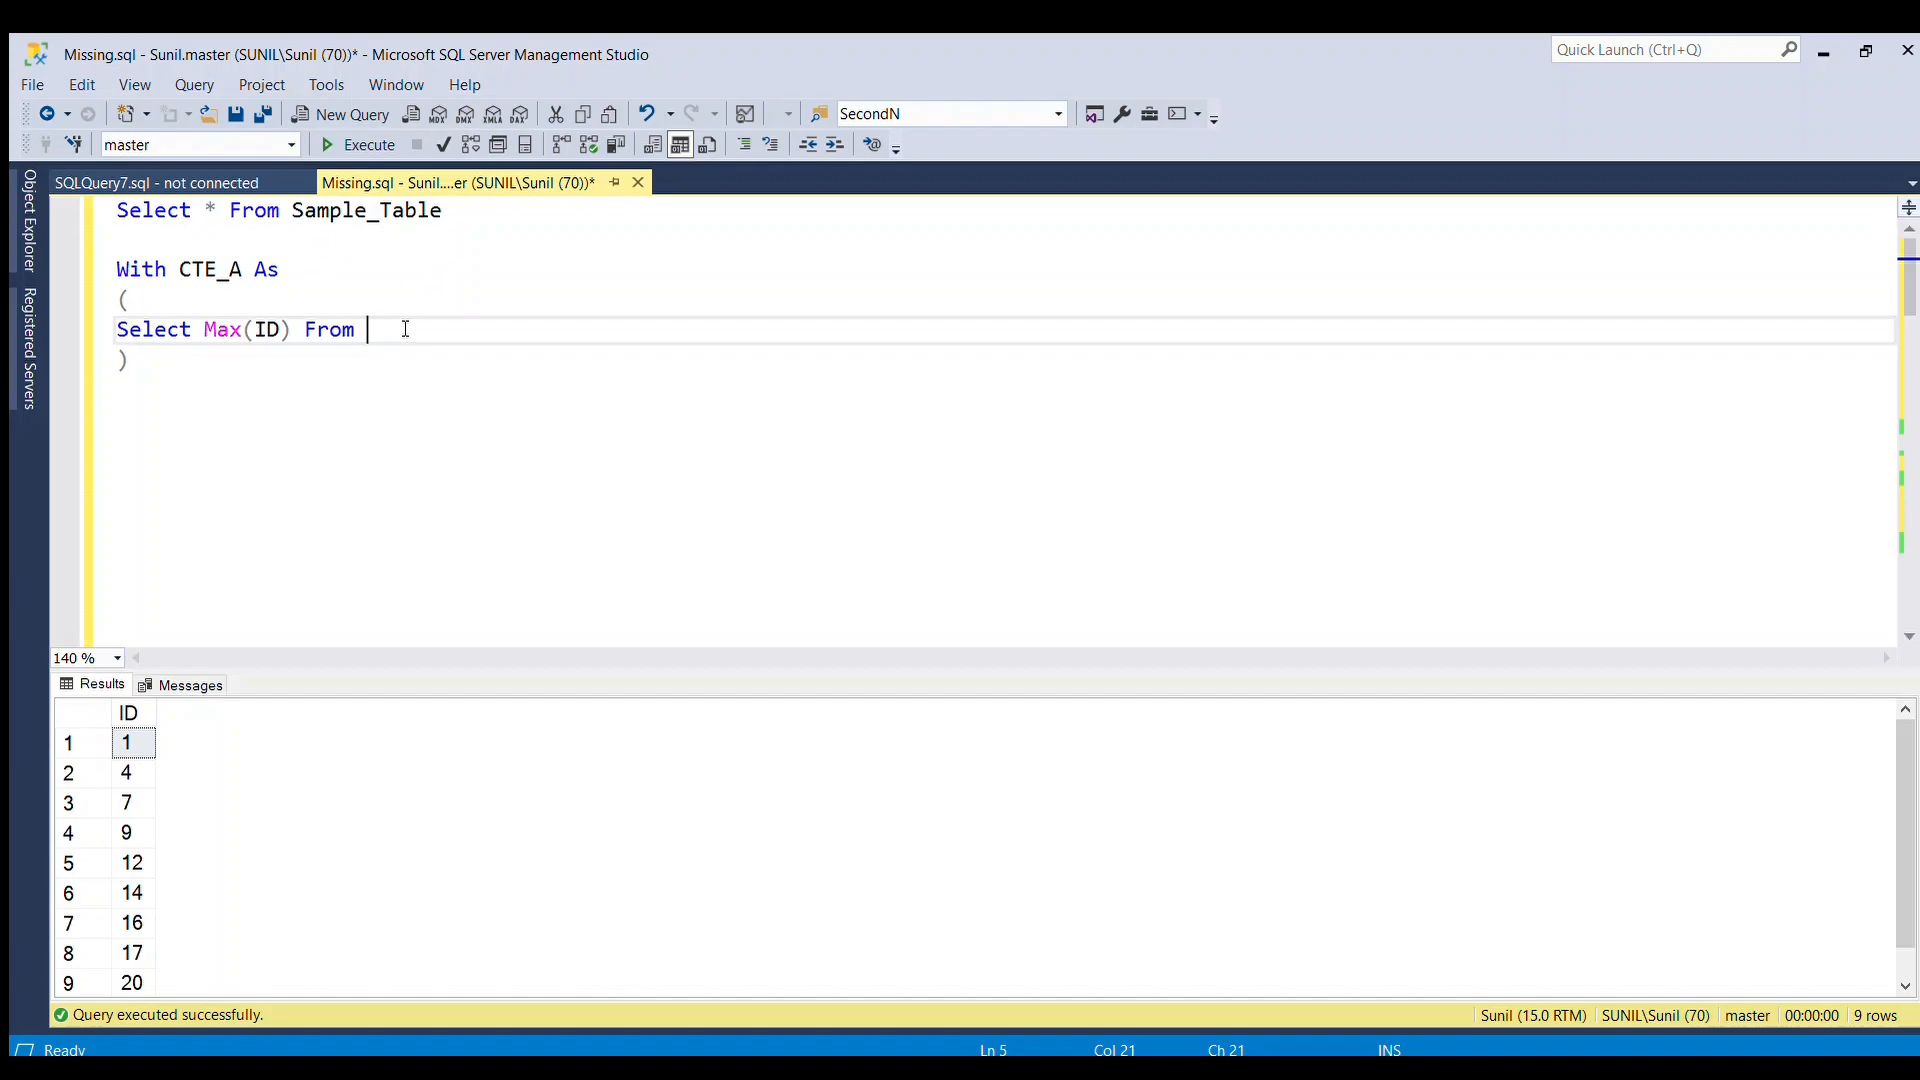 Missing.sql - Sunil.master (SUNIL\Sunil (70))* - Microsoft SQL Server Management Studio
Quick Launch (Ctrl+Q)
File Edit View Query Project Tools Window Help
New Query MDX DMX XMLA DAX SecondN
master Execute
SQLQuery7.sql - not connected Missing.sql - Sunil....er (SUNIL\Sunil (70))*
Object Explorer
Registered Servers
Select * From Sample_Table
With CTE_A As
(
Select Max(ID) From
)
140 %
Results Messages
ID
1 1
2 4
3 7
4 9
5 12
6 14
7 16
8 17
9 20
Query executed successfully. Sunil (15.0 RTM) SUNIL\Sunil (70) master 00:00:00 9 rows
Ready Ln 5 Col 21 Ch 21 INS